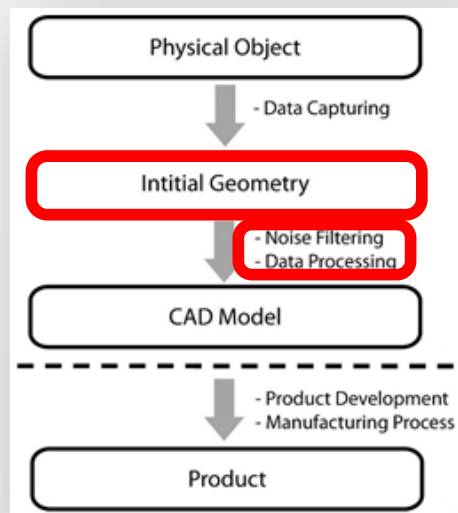 Physical Object
- Data Capturing
Intitial Geometry
- Noise Filtering
- Data Processing
CAD Model
- Product Development
- Manufacturing Process
Product